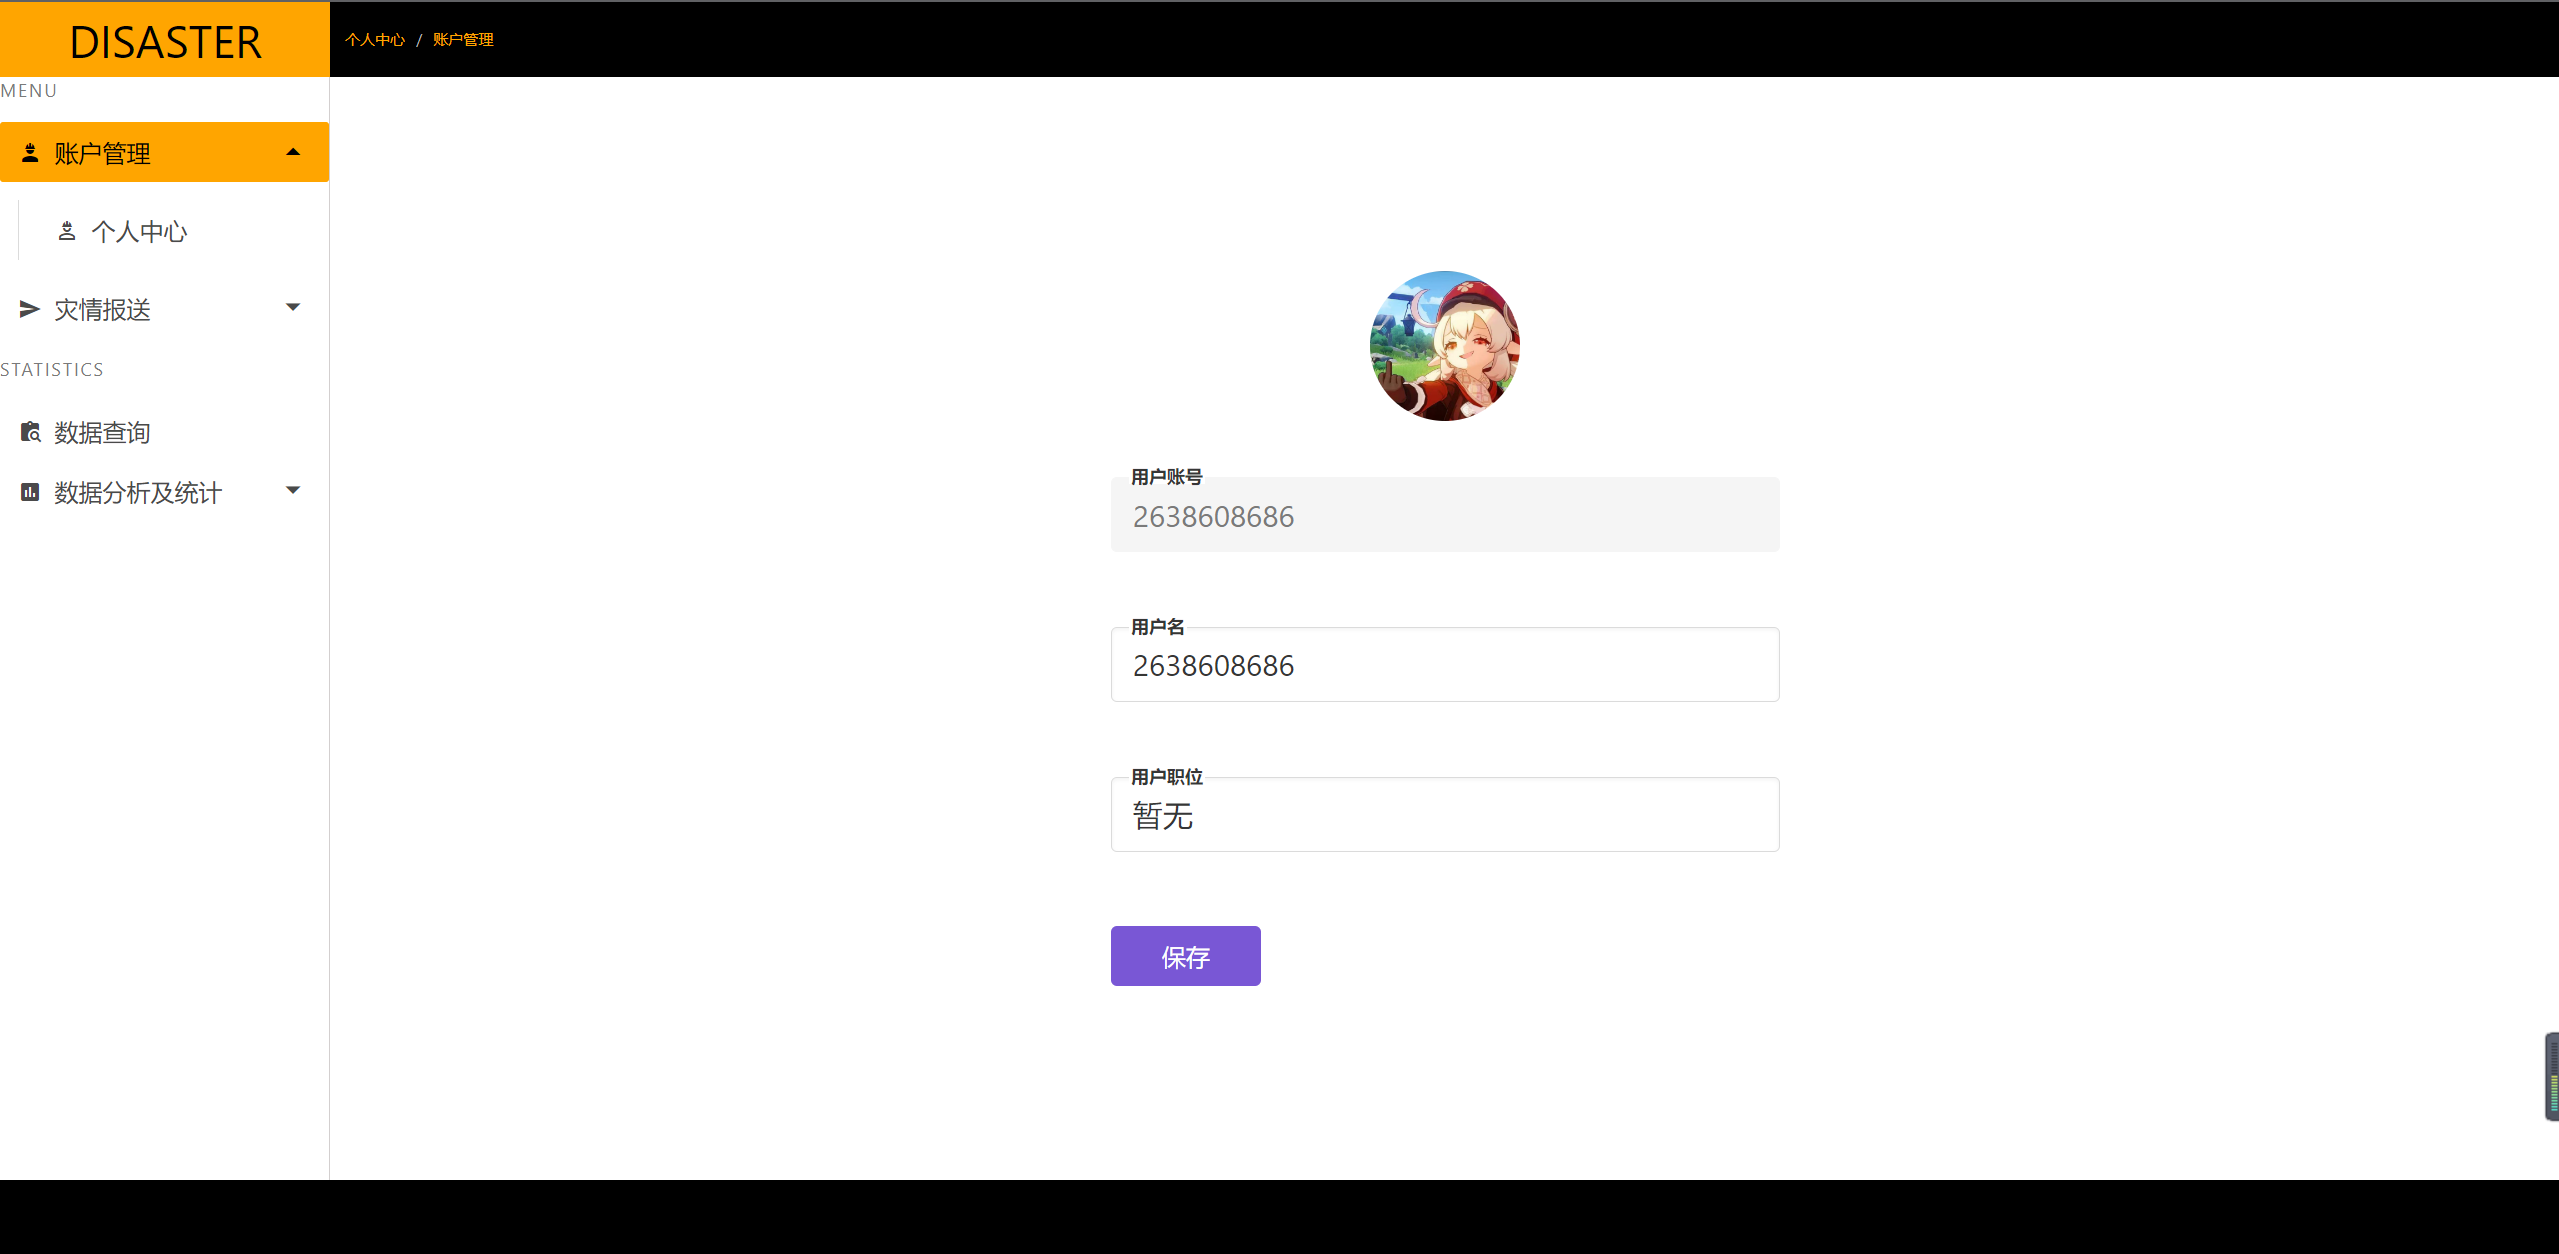 DISASTER
个人中心 / 账户管理
MENU
账户管理
个人中心
灾情报送
STATISTICS
数据查询
数据分析及统计
用户账号
2638608686
用户名
2638608686
用户职位
暂无
保存